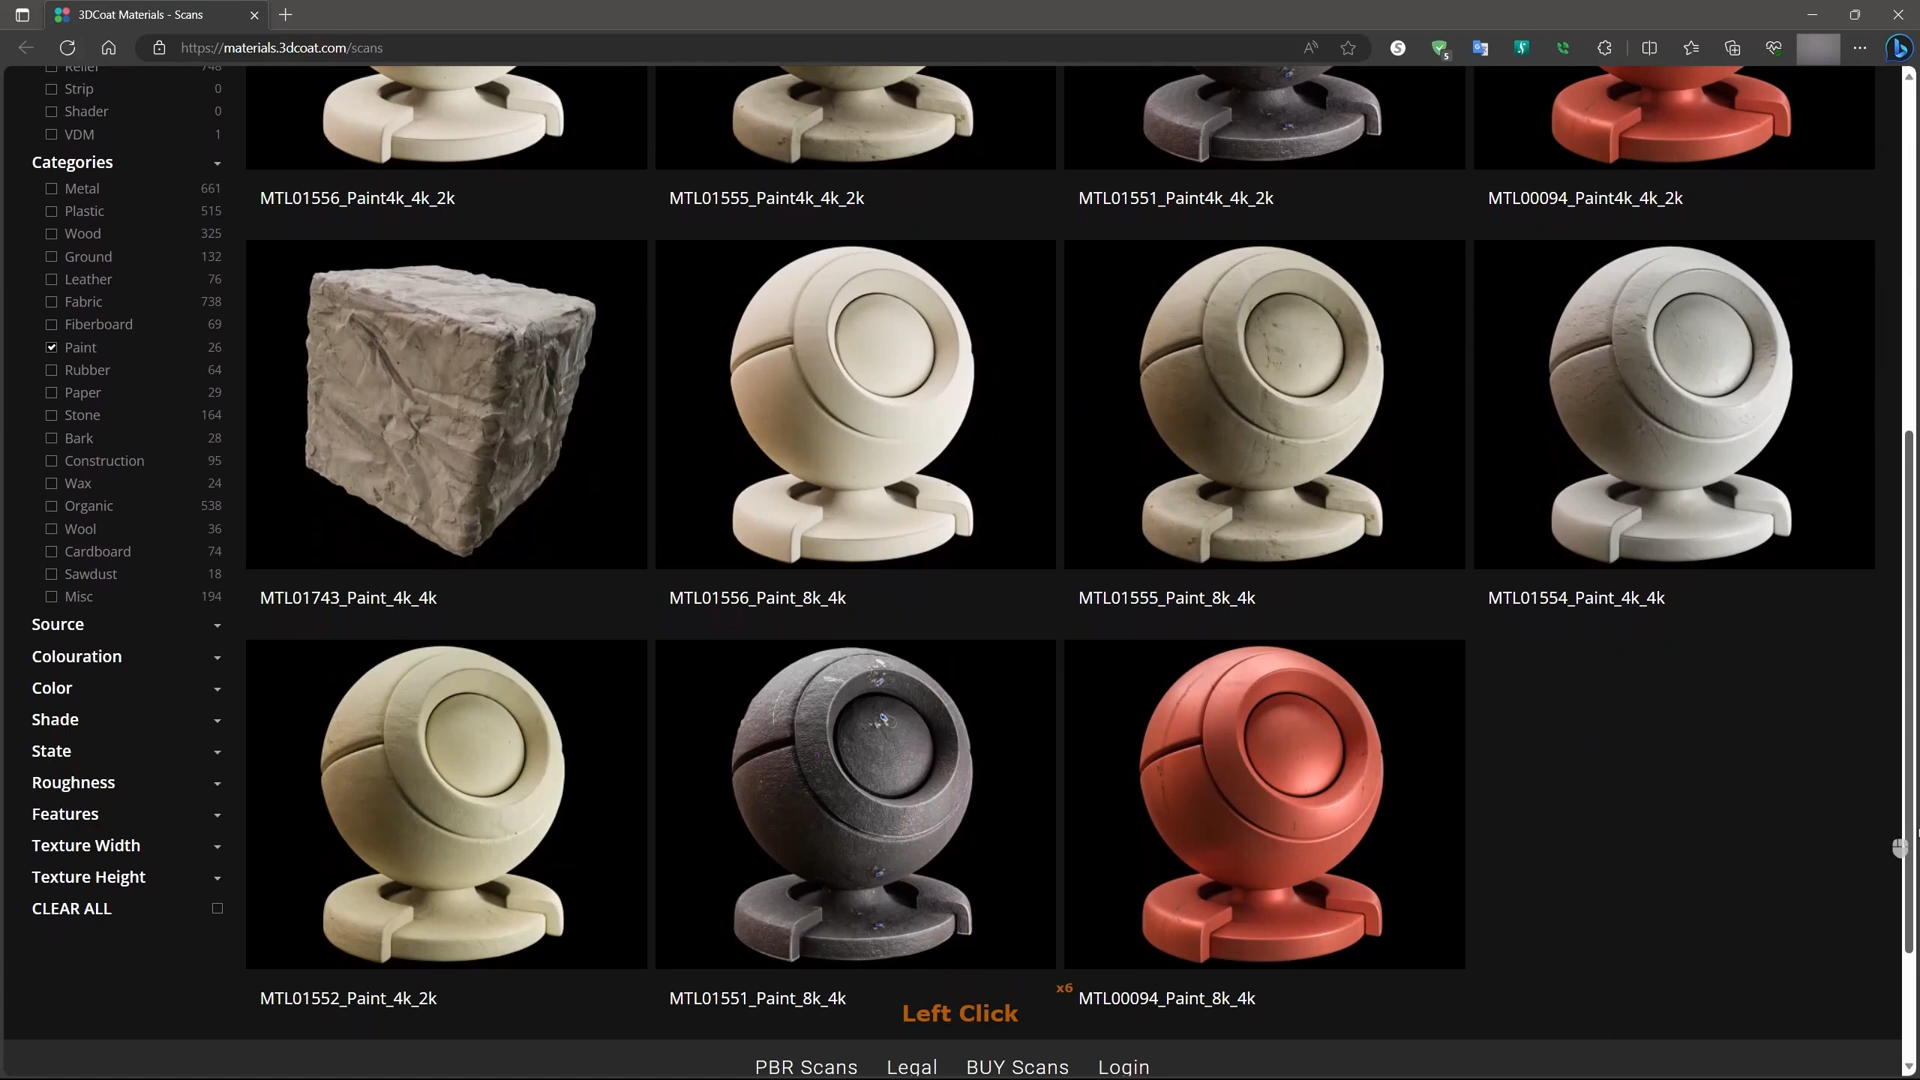 3DCoat Materials - Scans
https://materials.3dcoat.com/scans
5
Relief 748
Strip 0
Shader 0
VDM 1
Categories
Metal 661
Plastic 515
Wood 325
Ground 132
Leather 76
Fabric 738
Fiberboard 69
Paint 26
Rubber 64
Paper 29
Stone 164
Bark 28
Construction 95
Wax 24
Organic 538
Wool 36
Cardboard 74
Sawdust 18
Misc 194
Source
Colouration
Color
Shade
State
Roughness
Features
Texture Width
Texture Height
CLEAR ALL
MTL01556_Paint4k_4k_2k
MTL01555_Paint4k_4k_2k
MTL01551_Paint4k_4k_2k
MTL00094_Paint4k_4k_2k
MTL01743_Paint_4k_4k
MTL01556_Paint_8k_4k
MTL01555_Paint_8k_4k
MTL01554_Paint_4k_4k
MTL01552_Paint_4k_2k
MTL01551_Paint_8k_4k
MTL00094_Paint_8k_4k
x6
Left Click
PBR Scans Legal BUY Scans Login